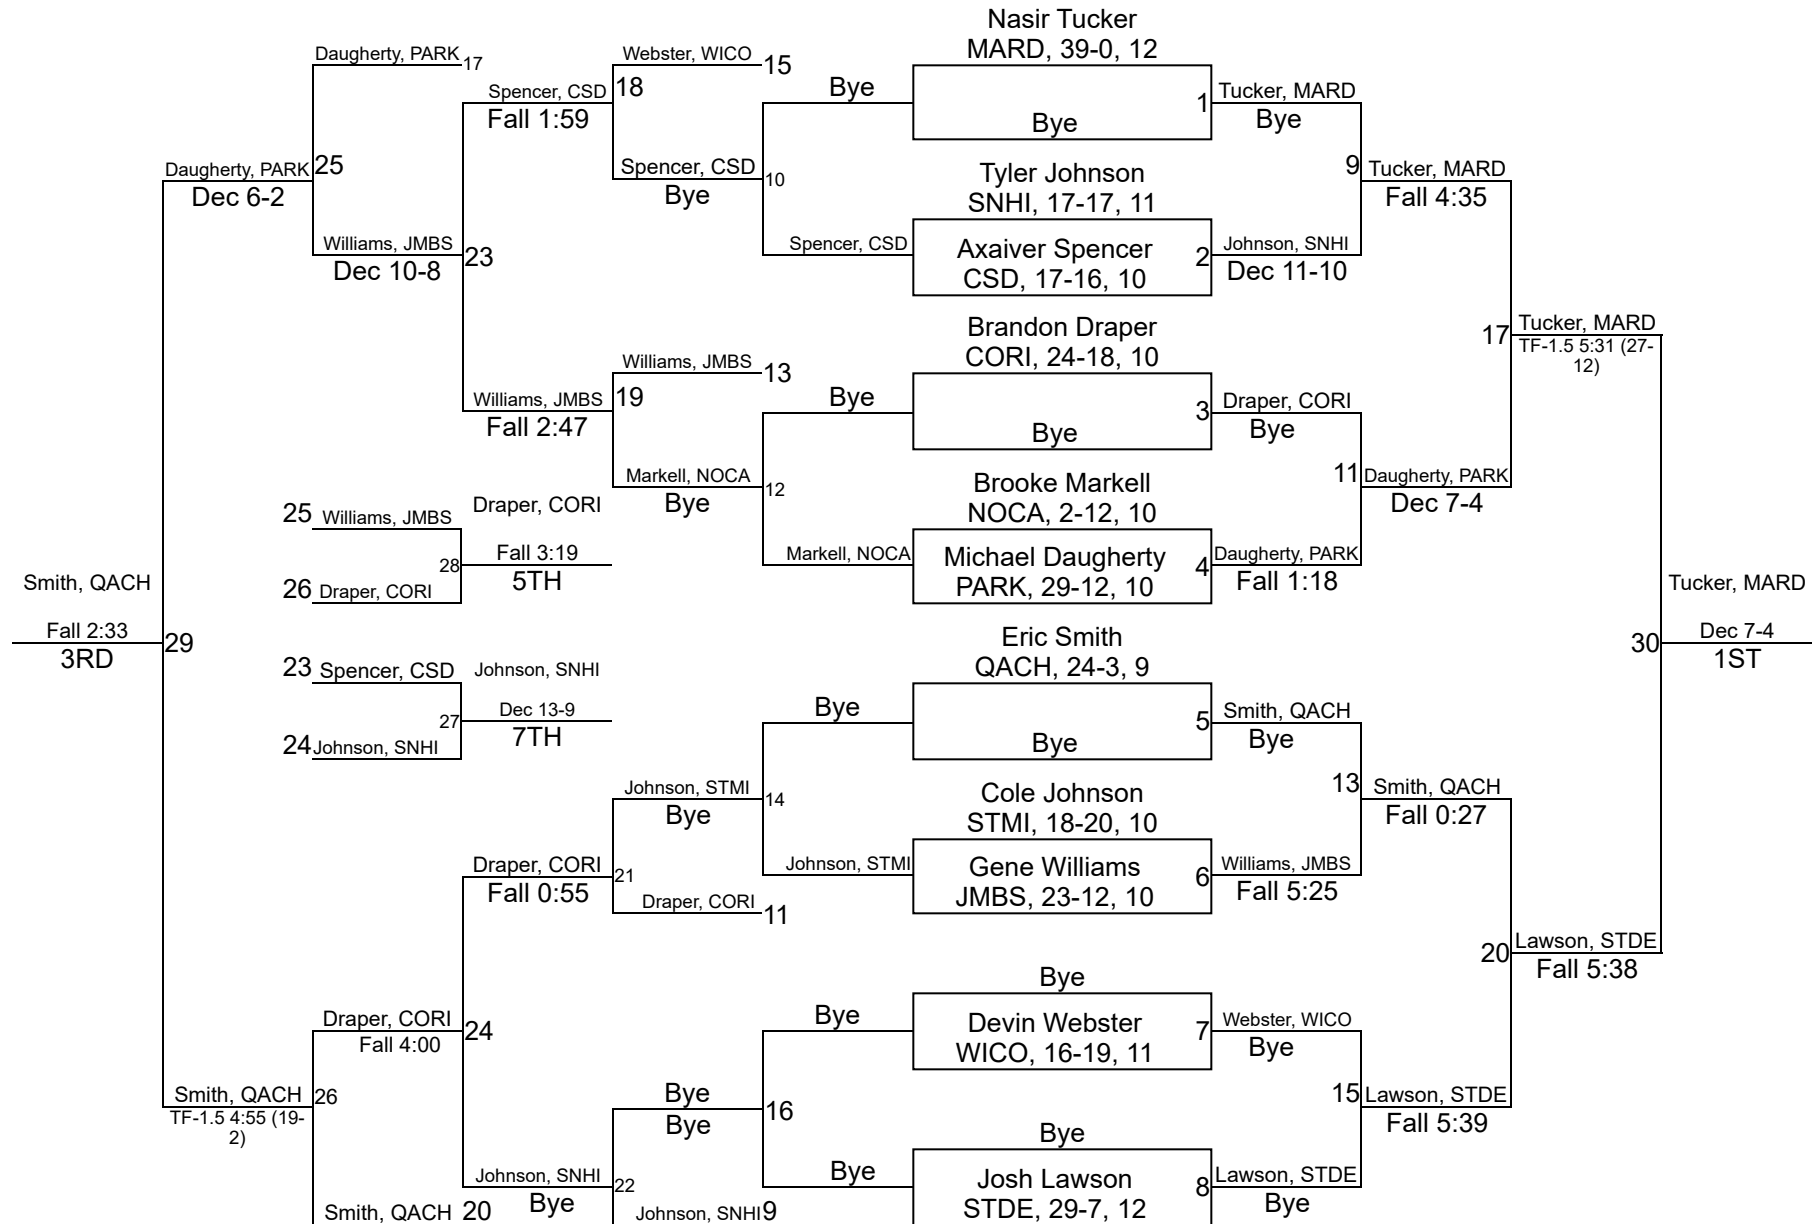 Nasir Tucker
MARD, 39-0, 12
Daugherty, PARK
17
Webster, WICO
15
18
Bye
Spencer, CSD
Fall 1:59
1
Tucker, MARD
Bye
Bye
Daugherty, PARK
25
Dec 6-2
Spencer, CSD
10
Bye
Tyler Johnson
SNHI, 17-17, 11
9
Tucker, MARD
Fall 4:35
Williams, JMBS
23
Dec 10-8
Spencer, CSD
Axaiver Spencer
CSD, 17-16, 10
2
Johnson, SNHI
Dec 11-10
Brandon Draper
CORI, 24-18, 10
17
Tucker, MARD
TF-1.5 5:31 (27-
12)
Williams, JMBS
13
Williams, JMBS
19
Fall 2:47
Bye
Bye
3
Draper, CORI
Bye
Markell, NOCA
12
Bye
Brooke Markell
NOCA, 2-12, 10
11
Daugherty, PARK
Dec 7-4
25
Williams, JMBS
Draper, CORI
28
Fall 3:19
5TH
26
Draper, CORI
Markell, NOCA
Michael Daugherty
PARK, 29-12, 10
4
Daugherty, PARK
Fall 1:18
Smith, QACH
Fall 2:33
3RD
29
Tucker, MARD
30
Dec 7-4
1ST
Eric Smith
QACH, 24-3, 9
23
Spencer, CSD
Johnson, SNHI
27
Dec 13-9
7TH
24
Johnson, SNHI
Bye
Bye
5
Smith, QACH
Bye
Johnson, STMI
14
Bye
Cole Johnson
STMI, 18-20, 10
13
Smith, QACH
Fall 0:27
Draper, CORI
21
Fall 0:55
Draper, CORI
11
Johnson, STMI
Gene Williams
JMBS, 23-12, 10
6
Williams, JMBS
Fall 5:25
20
Lawson, STDE
Fall 5:38
Bye
Draper, CORI
24
Fall 4:00
Bye
Devin Webster
WICO, 16-19, 11
7
Webster, WICO
Bye
Smith, QACH
26
TF-1.5 4:55 (19-
2)
Bye
Bye
16
15
Lawson, STDE
Fall 5:39
Bye
Johnson, SNHI
22
Bye
Bye
Josh Lawson
STDE, 29-7, 12
8
Lawson, STDE
Bye
Smith, QACH
20
Johnson, SNHI
9